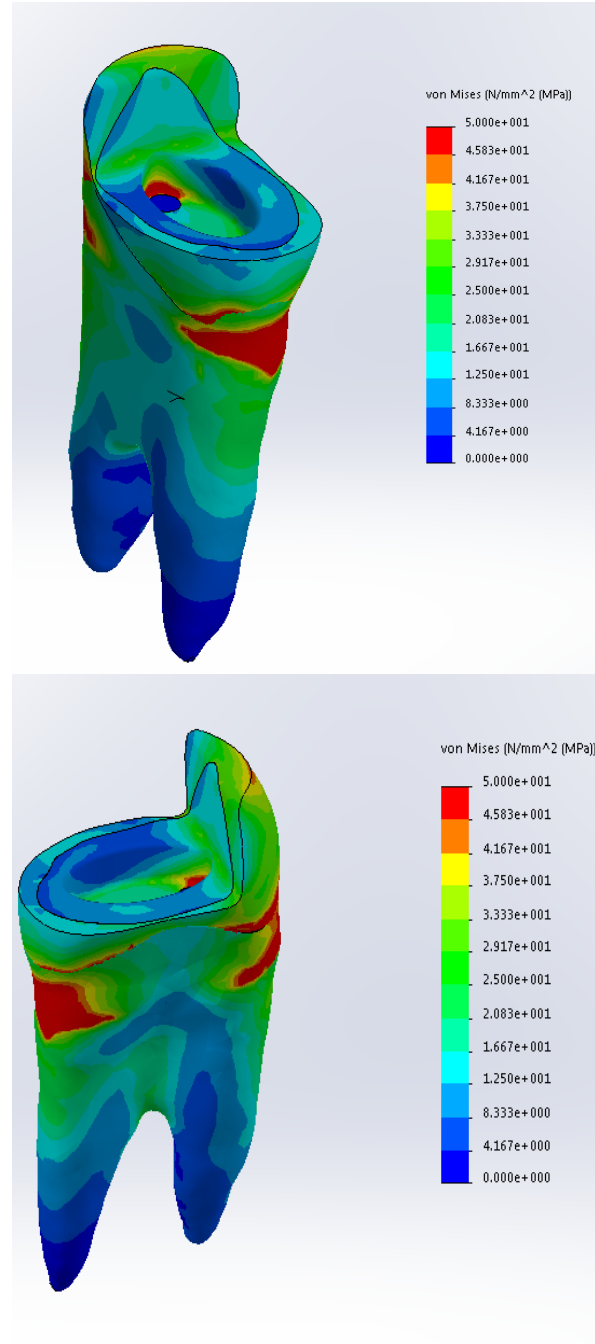 von Mises (N/mm^2 (MPa))
5.000e+001
4.583e+001
4.167e+001
3.750e+001
3.333e+001
2.917e+001
2.500e+001
2.083e+001
1.667e+001
1.250e+001
8.333e+000
4.167e+000
0.000e+000
von Mises (N/mm^2 (MPa))
5.000e+001
4.583e+001
4.167e+001
3.750e+001
3.333e+001
2.917e+001
2.500e+001
2.083e+001
1.667e+001
1.250e+001
8.333e+000
4.167e+000
0.000e+000